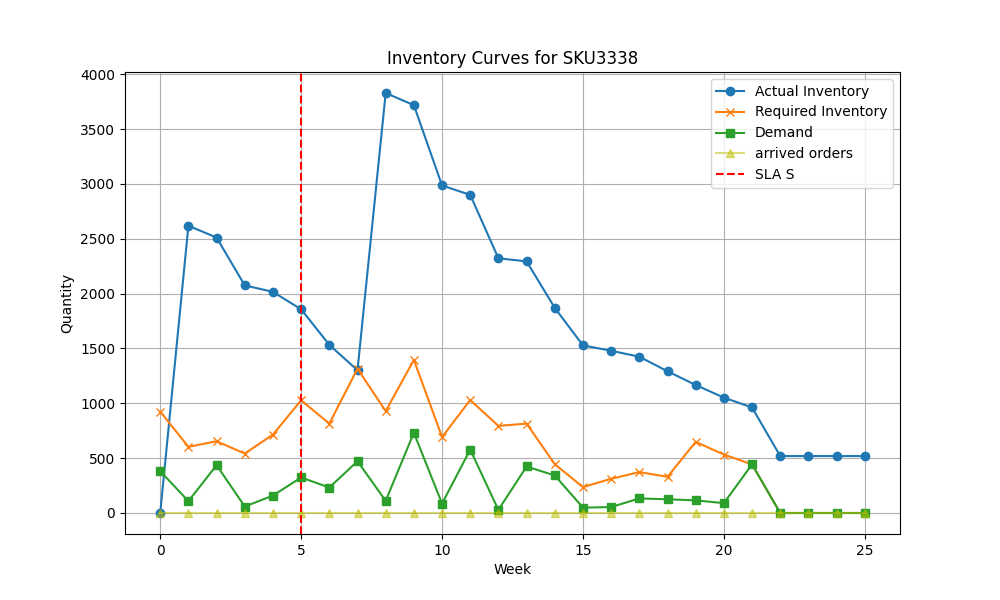 Inventory Curves for SKU3338
4000
3500
3000
2500
2000
1500
1000
500
0
Quantity
0 5 10 15 20 25
Week
Actual Inventory
Required Inventory
Demand
arrived orders
SLA S